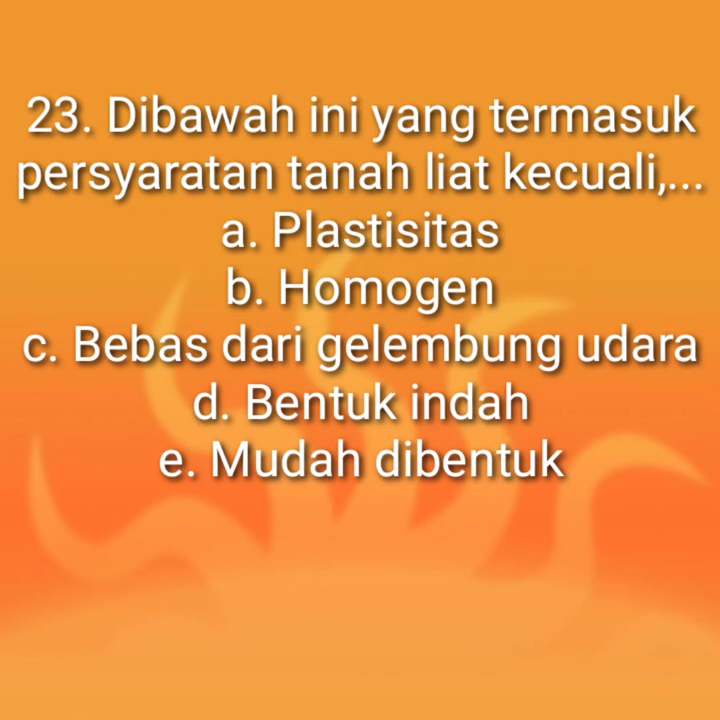 23. Dibawah ini yang termasuk
persyaratan tanah liat kecuali,...
a. Plastisitas
b. Homogen
c. Bebas dari gelembung udara
d. Bentuk indah
e. Mudah dibentuk